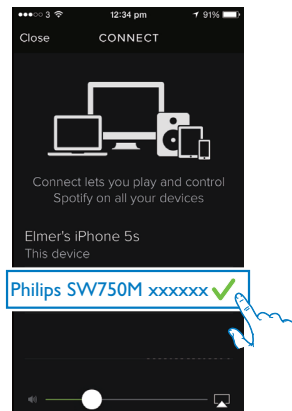 3 12:34 pm 91%
Close CONNECT
Connect lets you play and control
Spotify on all your devices
Elmer's iPhone 5s
This device
Philips SW750M xxxxxx